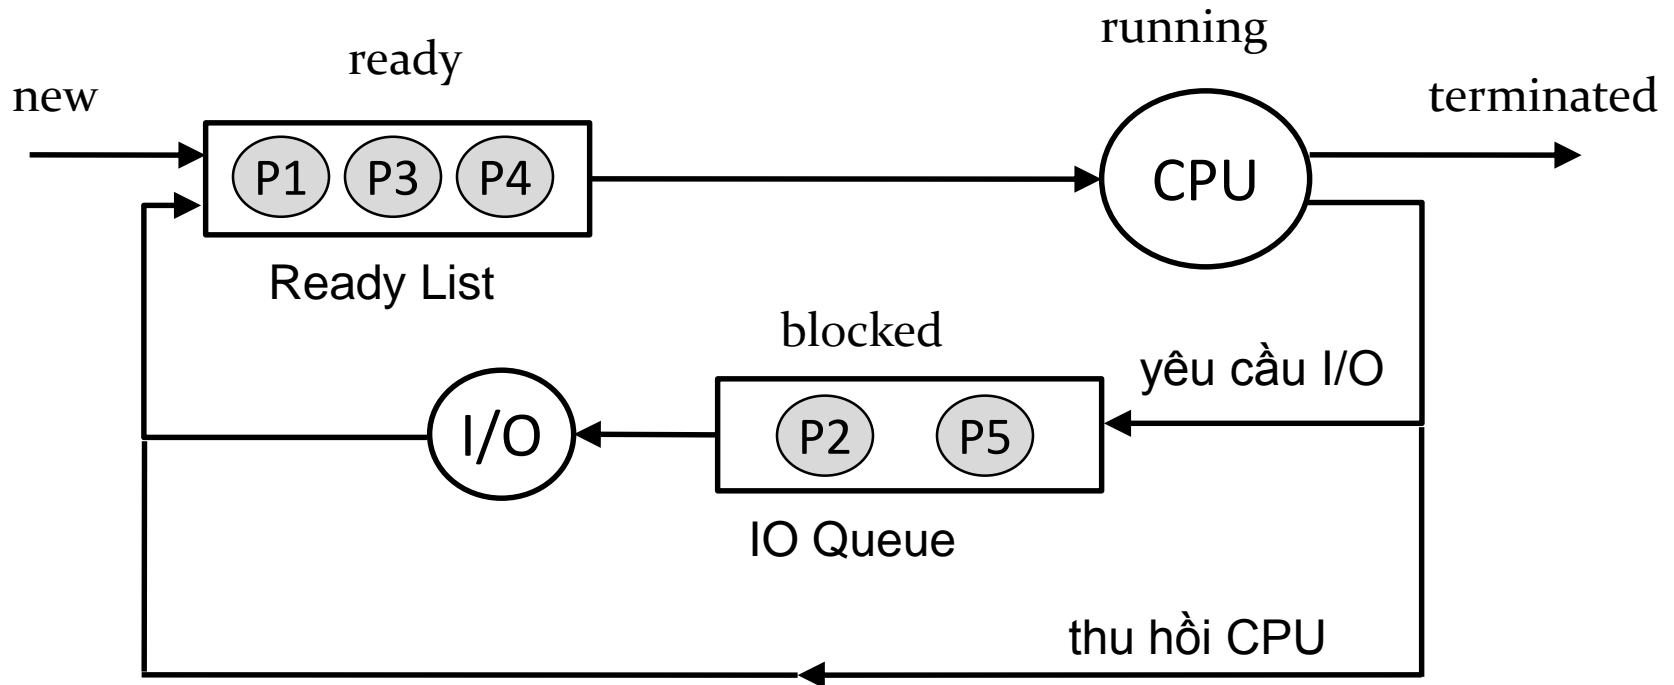 running
ready
new
terminated
P1 P3 P4
CPU
Ready List
blocked
yêu cầu I/O
I/O
P2 P5
IO Queue
thu hồi CPU